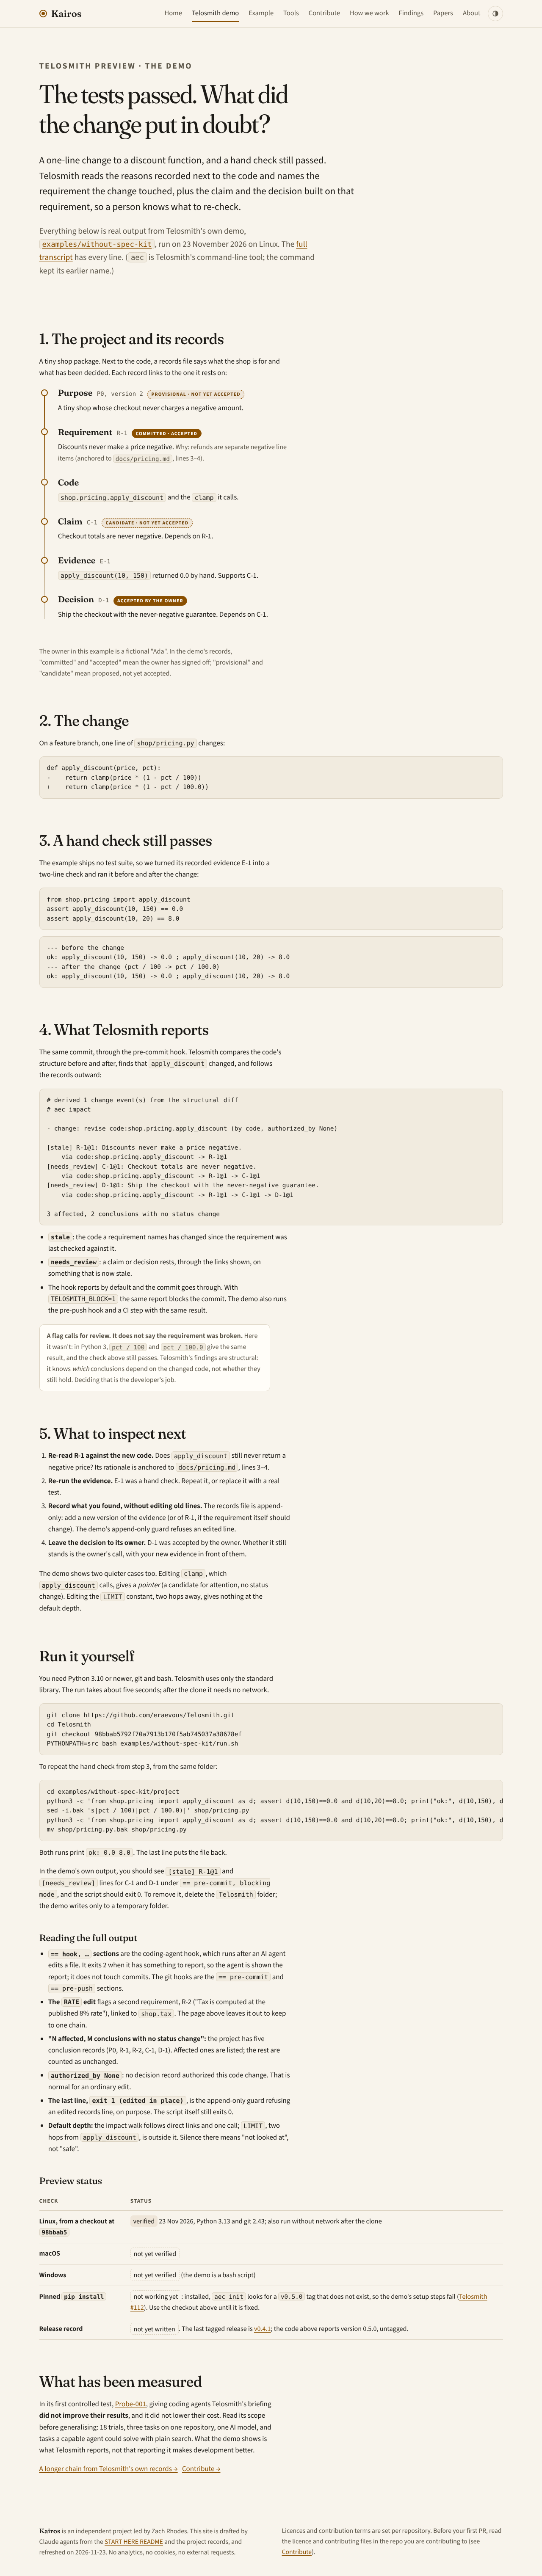 Kairos
Home Telosmith demo Example Tools Contribute How we work Findings Papers About
TELOSMITH PREVIEW · THE DEMO
The tests passed. What did
the change put in doubt?
A one-line change to a discount function, and a hand check still passed.
Telosmith reads the reasons recorded next to the code and names the
requirement the change touched, plus the claim and the decision built on that
requirement, so a person knows what to re-check.
Everything below is real output from Telosmith's own demo,
examples/without-spec-kit, run on 23 November 2026 on Linux. The full
transcript has every line. (aec is Telosmith's command-line tool; the command
kept its earlier name.)
1. The project and its records
A tiny shop package. Next to the code, a records file says what the shop is for and
what has been decided. Each record links to the one it rests on:
Purpose P0, version 2 PROVISIONAL · NOT YET ACCEPTED
A tiny shop whose checkout never charges a negative amount.
Requirement R-1 COMMITTED · ACCEPTED
Discounts never make a price negative. Why: refunds are separate negative line
items (anchored to docs/pricing.md, lines 3–4).
Code
shop.pricing.apply_discount and the clamp it calls.
Claim C-1 CANDIDATE · NOT YET ACCEPTED
Checkout totals are never negative. Depends on R-1.
Evidence E-1
apply_discount(10, 150) returned 0.0 by hand. Supports C-1.
Decision D-1 ACCEPTED BY THE OWNER
Ship the checkout with the never-negative guarantee. Depends on C-1.
The owner in this example is a fictional "Ada". In the demo's records,
"committed" and "accepted" mean the owner has signed off; "provisional" and
"candidate" mean proposed, not yet accepted.
2. The change
On a feature branch, one line of shop/pricing.py changes:
def apply_discount(price, pct):
-    return clamp(price * (1 - pct / 100))
+    return clamp(price * (1 - pct / 100.0))
3. A hand check still passes
The example ships no test suite, so we turned its recorded evidence E-1 into a
two-line check and ran it before and after the change:
from shop.pricing import apply_discount
assert apply_discount(10, 150) == 0.0
assert apply_discount(10, 20) == 8.0
--- before the change
ok: apply_discount(10, 150) -> 0.0 ; apply_discount(10, 20) -> 8.0
--- after the change (pct / 100 -> pct / 100.0)
ok: apply_discount(10, 150) -> 0.0 ; apply_discount(10, 20) -> 8.0
4. What Telosmith reports
The same commit, through the pre-commit hook. Telosmith compares the code's
structure before and after, finds that apply_discount changed, and follows
the records outward:
# derived 1 change event(s) from the structural diff
# aec impact
- change: revise code:shop.pricing.apply_discount (by code, authorized_by None)
[stale] R-1@1: Discounts never make a price negative.
via code:shop.pricing.apply_discount -> R-1@1
[needs_review] C-1@1: Checkout totals are never negative.
via code:shop.pricing.apply_discount -> R-1@1 -> C-1@1
[needs_review] D-1@1: Ship the checkout with the never-negative guarantee.
via code:shop.pricing.apply_discount -> R-1@1 -> C-1@1 -> D-1@1
3 affected, 2 conclusions with no status change
• stale: the code a requirement names has changed since the requirement was
last checked against it.
• needs_review: a claim or decision rests, through the links shown, on
something that is now stale.
• The hook reports by default and the commit goes through. With
TELOSMITH_BLOCK=1 the same report blocks the commit. The demo also runs
the pre-push hook and a CI step with the same result.
A flag calls for review. It does not say the requirement was broken. Here
it wasn't: in Python 3, pct / 100 and pct / 100.0 give the same
result, and the check above still passes. Telosmith's findings are structural:
it knows which conclusions depend on the changed code, not whether they
still hold. Deciding that is the developer's job.
5. What to inspect next
1. Re-read R-1 against the new code. Does apply_discount still never return a
negative price? Its rationale is anchored to docs/pricing.md, lines 3–4.
2. Re-run the evidence. E-1 was a hand check. Repeat it, or replace it with a real
test.
3. Record what you found, without editing old lines. The records file is append-
only: add a new version of the evidence (or of R-1, if the requirement itself should
change). The demo's append-only guard refuses an edited line.
4. Leave the decision to its owner. D-1 was accepted by the owner. Whether it still
stands is the owner's call, with your new evidence in front of them.
The demo shows two quieter cases too. Editing clamp, which
apply_discount calls, gives a pointer (a candidate for attention, no status
change). Editing the LIMIT constant, two hops away, gives nothing at the
default depth.
Run it yourself
You need Python 3.10 or newer, git and bash. Telosmith uses only the standard
library. The run takes about five seconds; after the clone it needs no network.
git clone https://github.com/eraevous/Telosmith.git
cd Telosmith
git checkout 98bbab5792f70a7913b170f5ab745037a38678ef
PYTHONPATH=src bash examples/without-spec-kit/run.sh
To repeat the hand check from step 3, from the same folder:
cd examples/without-spec-kit/project
python3 -c 'from shop.pricing import apply_discount as d; assert d(10,150)==0.0 and d(10,20)==8.0; print("ok:", d(10,150), d
sed -i.bak 's|pct / 100)|pct / 100.0)|' shop/pricing.py
python3 -c 'from shop.pricing import apply_discount as d; assert d(10,150)==0.0 and d(10,20)==8.0; print("ok:", d(10,150), d
mv shop/pricing.py.bak shop/pricing.py
Both runs print ok: 0.0 8.0. The last line puts the file back.
In the demo's own output, you should see [stale] R-1@1 and
[needs_review] lines for C-1 and D-1 under == pre-commit, blocking
mode, and the script should exit 0. To remove it, delete the Telosmith folder;
the demo writes only to a temporary folder.
Reading the full output
• == hook, … sections are the coding-agent hook, which runs after an AI agent
edits a file. It exits 2 when it has something to report, so the agent is shown the
report; it does not touch commits. The git hooks are the == pre-commit and
== pre-push sections.
• The RATE edit flags a second requirement, R-2 ("Tax is computed at the
published 8% rate"), linked to shop.tax. The page above leaves it out to keep
to one chain.
• "N affected, M conclusions with no status change": the project has five
conclusion records (P0, R-1, R-2, C-1, D-1). Affected ones are listed; the rest are
counted as unchanged.
• authorized_by None: no decision record authorized this code change. That is
normal for an ordinary edit.
• The last line, exit 1 (edited in place), is the append-only guard refusing
an edited records line, on purpose. The script itself still exits 0.
• Default depth: the impact walk follows direct links and one call; LIMIT, two
hops from apply_discount, is outside it. Silence there means "not looked at",
not "safe".
Preview status
CHECK STATUS
Linux, from a checkout at
98bbab5
verified 23 Nov 2026, Python 3.13 and git 2.43; also run without network after the clone
macOS not yet verified
Windows not yet verified (the demo is a bash script)
Pinned pip install
not working yet: installed, aec init looks for a v0.5.0 tag that does not exist, so the demo's setup steps fail (Telosmith
#112). Use the checkout above until it is fixed.
Release record not yet written. The last tagged release is v0.4.1; the code above reports version 0.5.0, untagged.
What has been measured
In its first controlled test, Probe-001, giving coding agents Telosmith's briefing
did not improve their results, and it did not lower their cost. Read its scope
before generalising: 18 trials, three tasks on one repository, one AI model, and
tasks a capable agent could solve with plain search. What the demo shows is
what Telosmith reports, not that reporting it makes development better.
A longer chain from Telosmith's own records → Contribute →
Kairos is an independent project led by Zach Rhodes. This site is drafted by
Claude agents from the START HERE README and the project records, and
refreshed on 2026-11-23. No analytics, no cookies, no external requests.
Licences and contribution terms are set per repository. Before your first PR, read
the licence and contributing files in the repo you are contributing to (see
Contribute).